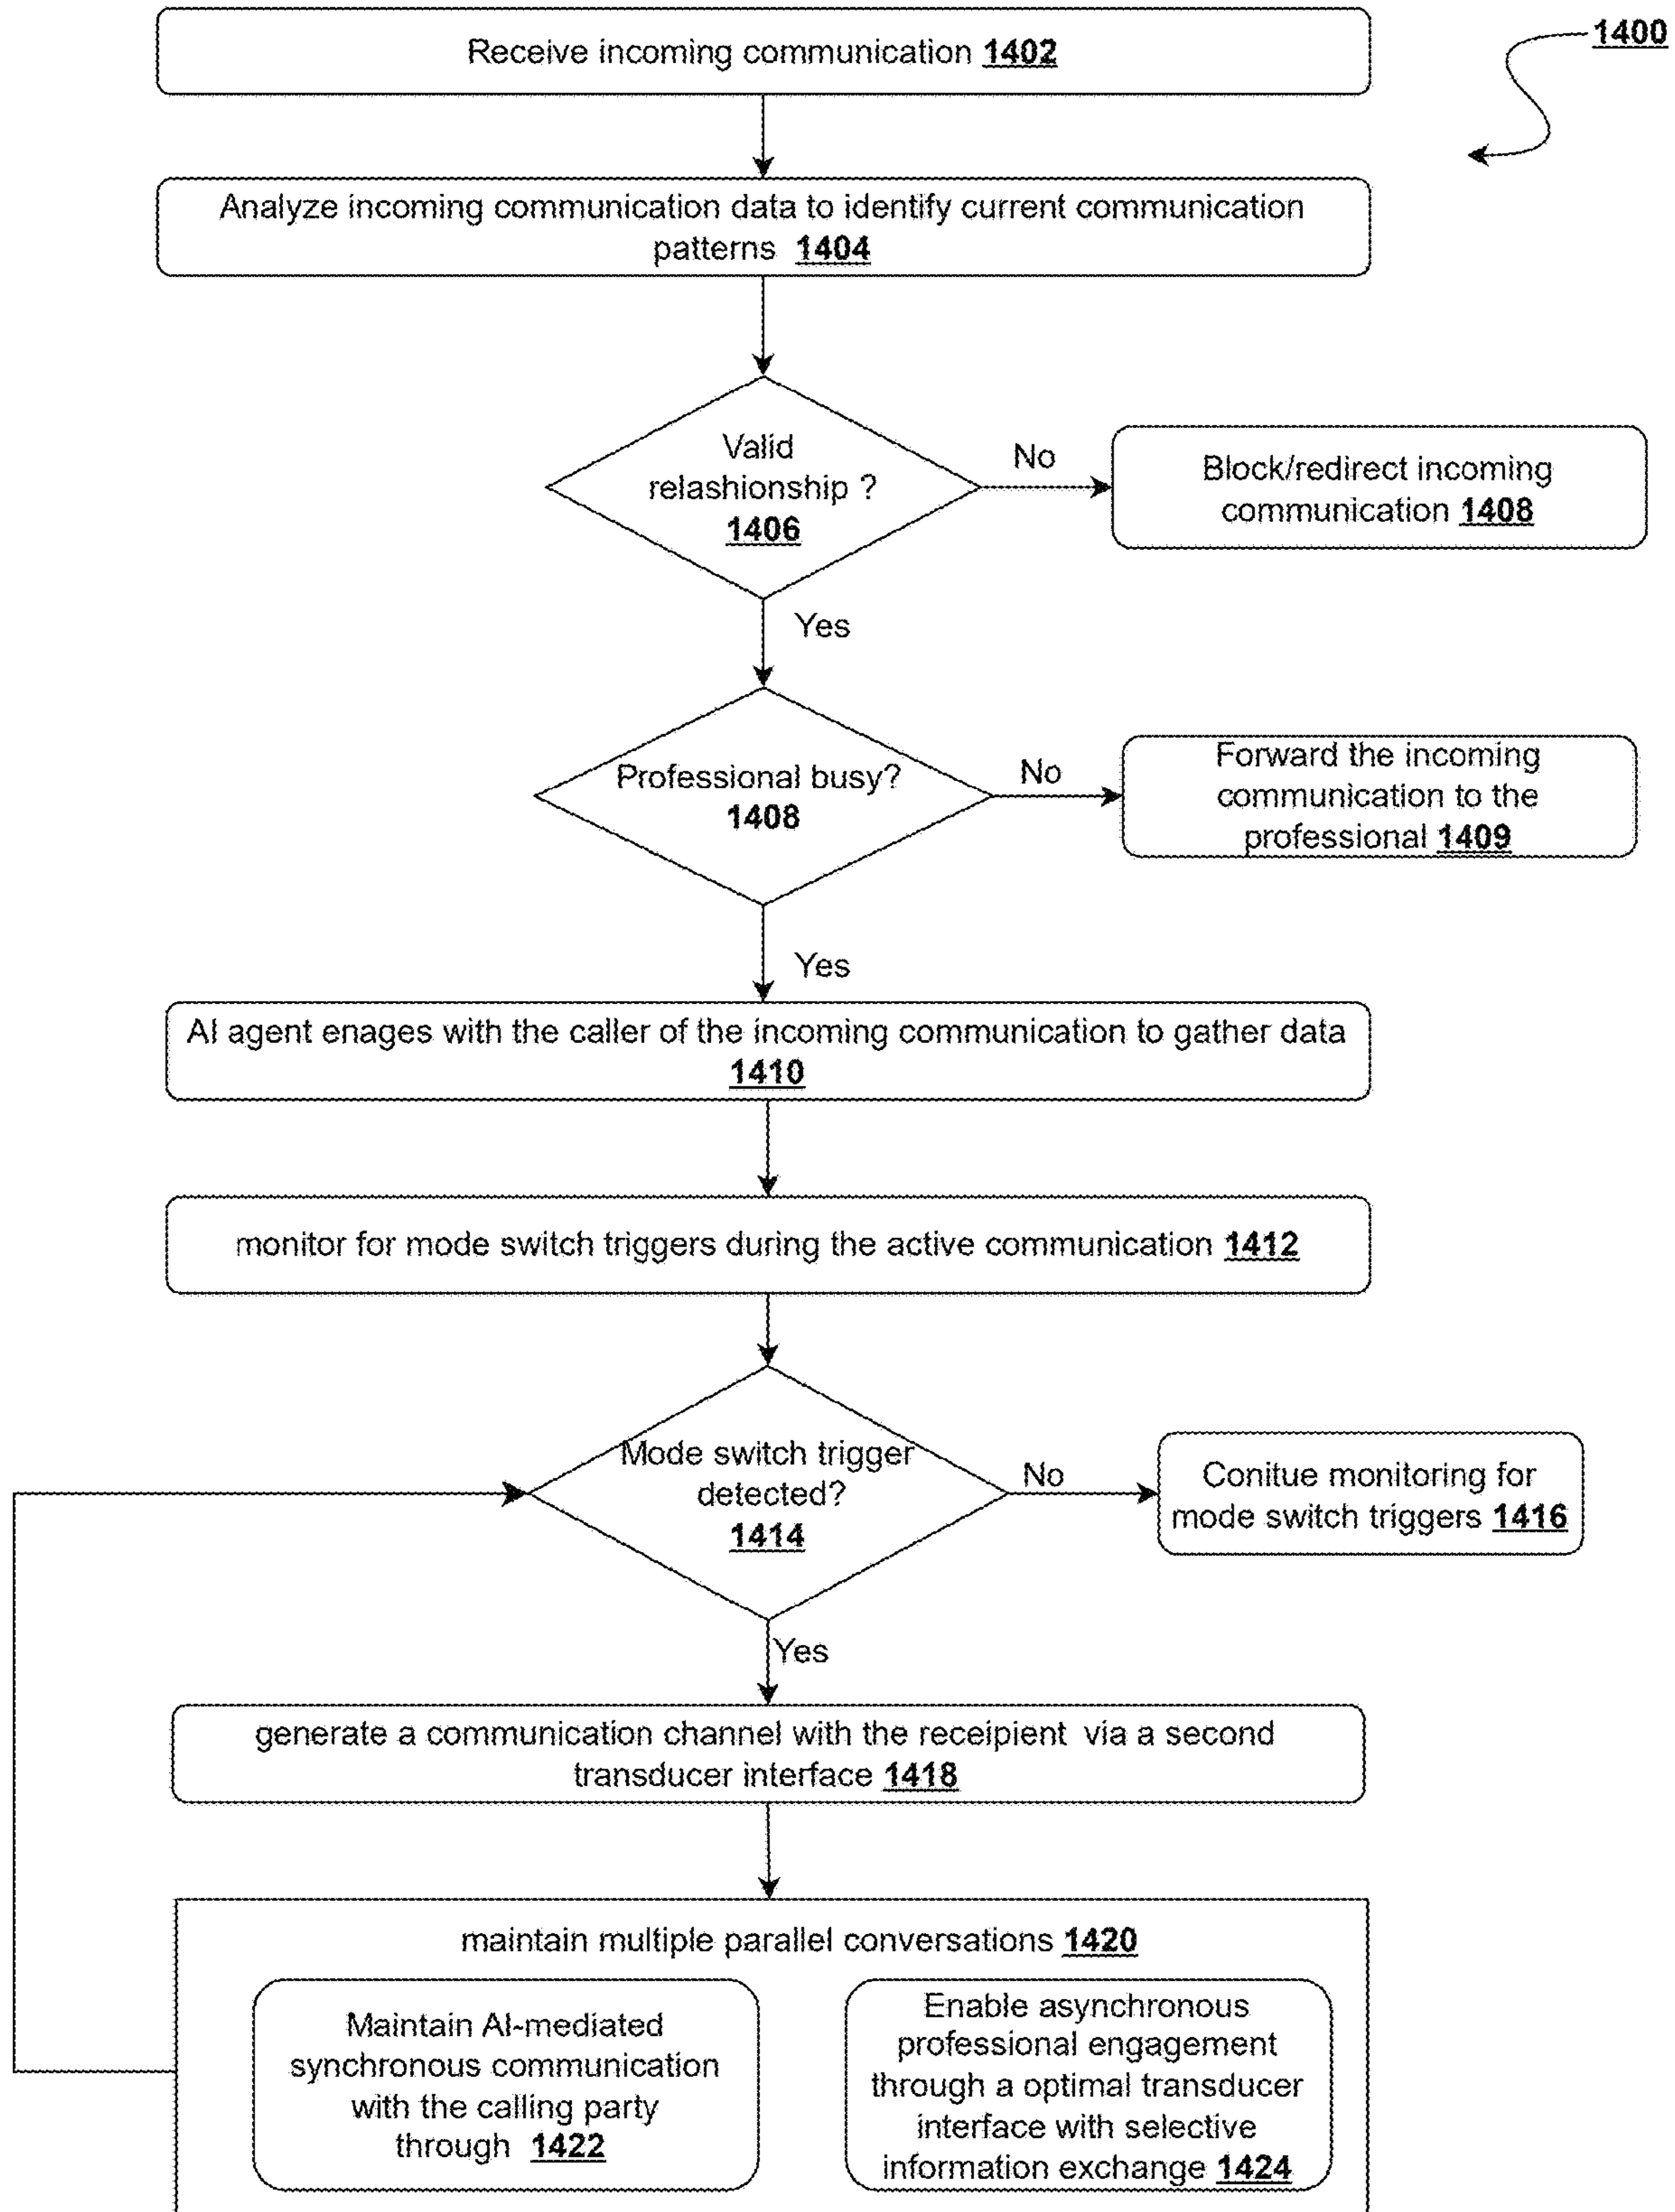 Receive incoming communication 1402
1400
Analyze incoming communication data to identify current communication
patterns 1404
Valid
relashionship ?
1406
No
Block/redirect incoming
communication 1408
Yes
Professional busy?
1408
No
Forward the incoming
communication to the
professional 1409
Yes
AI agent enages with the caller of the incoming communication to gather data
1410
monitor for mode switch triggers during the active communication 1412
Mode switch trigger
detected?
1414
No
Conitue monitoring for
mode switch triggers 1416
Yes
generate a communication channel with the receipient via a second
transducer interface 1418
maintain multiple parallel conversations 1420
Maintain AI-mediated
synchronous communication
with the calling party
through 1422
Enable asynchronous
professional engagement
through a optimal transducer
interface with selective
information exchange 1424